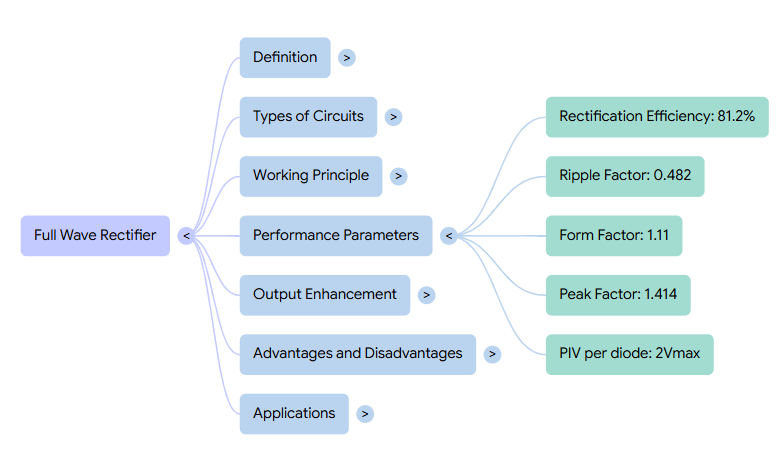 Full Wave Rectifier
<
Definition
>
Types of Circuits
>
Working Principle
>
Performance Parameters
<
Output Enhancement
>
Advantages and Disadvantages
>
Applications
>
Rectification Efficiency: 81.2%
Ripple Factor: 0.482
Form Factor: 1.11
Peak Factor: 1.414
PIV per diode: 2Vmax